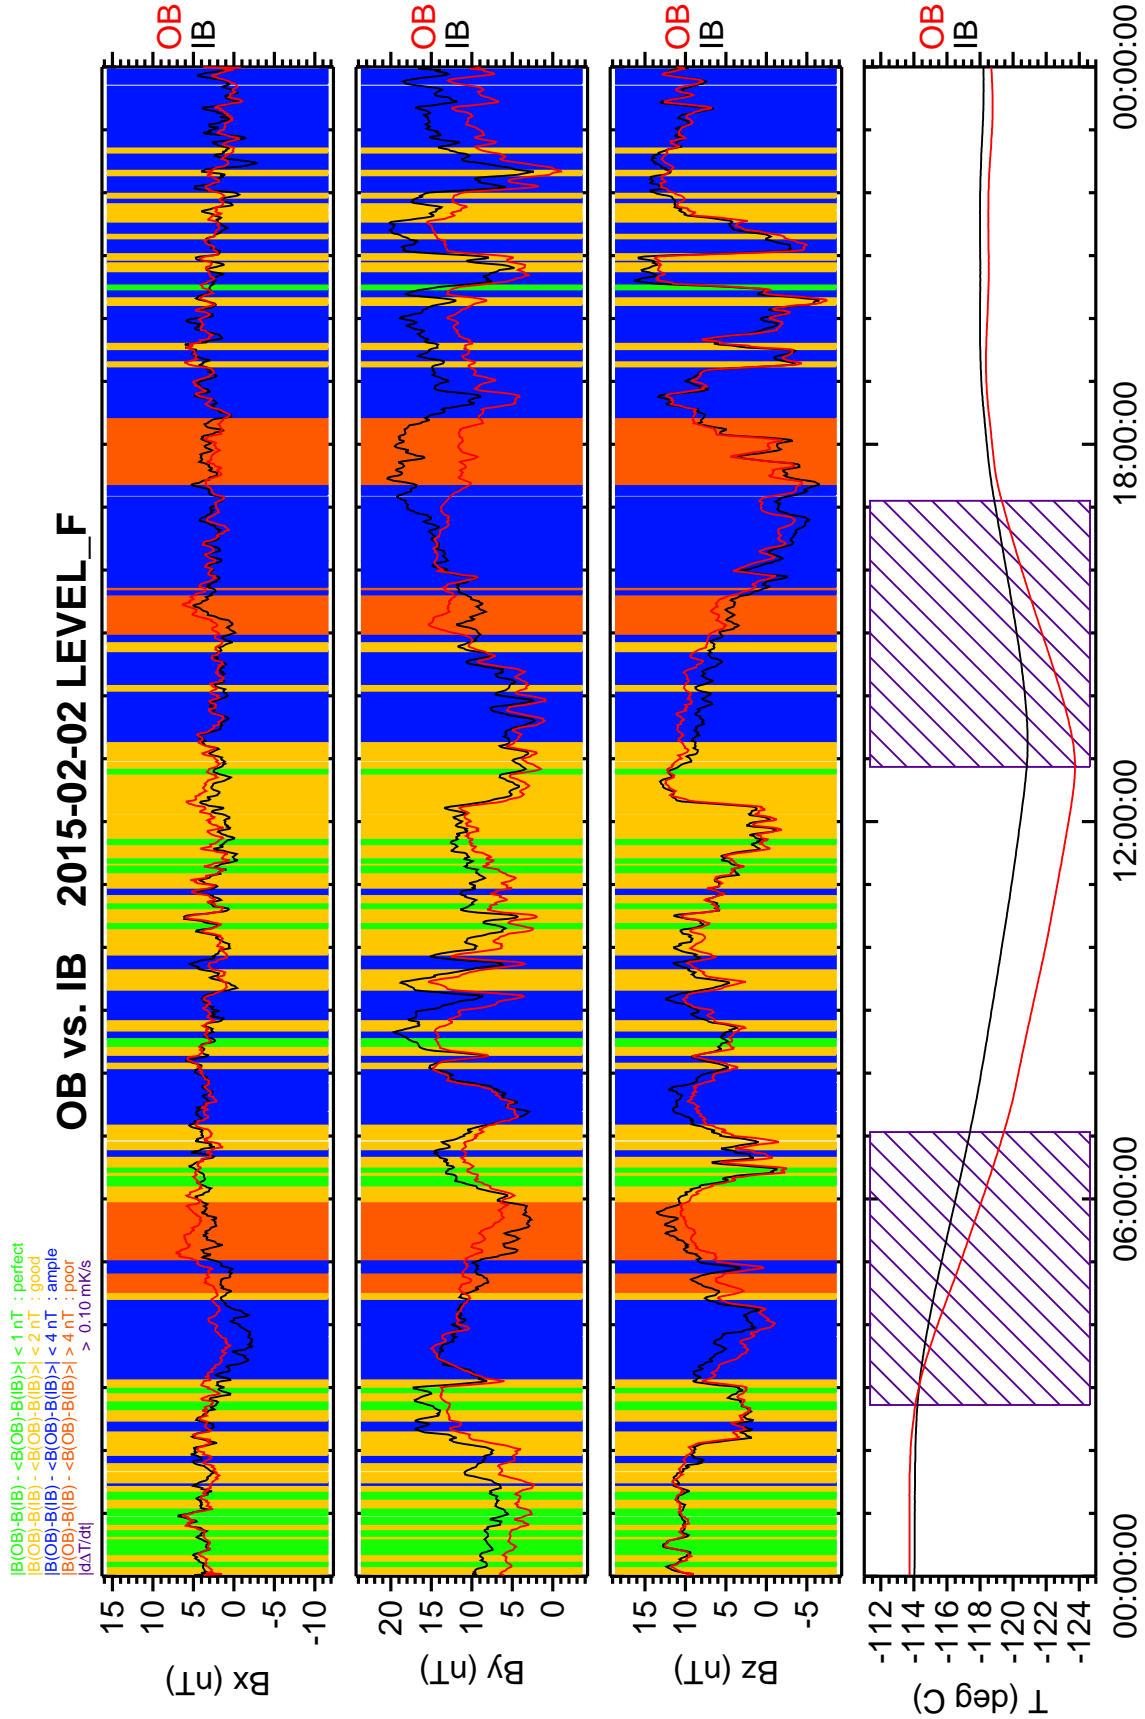 OB vs. IB 2015-02-02 LEVEL_F
|B(OB)-B(IB) - <B(OB)-B(IB)>| < 1 nT : perfect
|B(OB)-B(IB) - <B(OB)-B(IB)>| < 2 nT : good
|B(OB)-B(IB) - <B(OB)-B(IB)>| < 4 nT : ample
|B(OB)-B(IB) - <B(OB)-B(IB)>| > 4 nT : poor
|dΔT/dt| > 0.10 mK/s
Bx (nT)
15
10
5
0
-5
-10
OB
IB
By (nT)
20
15
10
5
0
OB
IB
Bz (nT)
15
10
5
0
-5
OB
IB
T (deg C)
-112
-114
-116
-118
-120
-122
-124
OB
IB
00:00:00
06:00:00
12:00:00
18:00:00
00:00:00